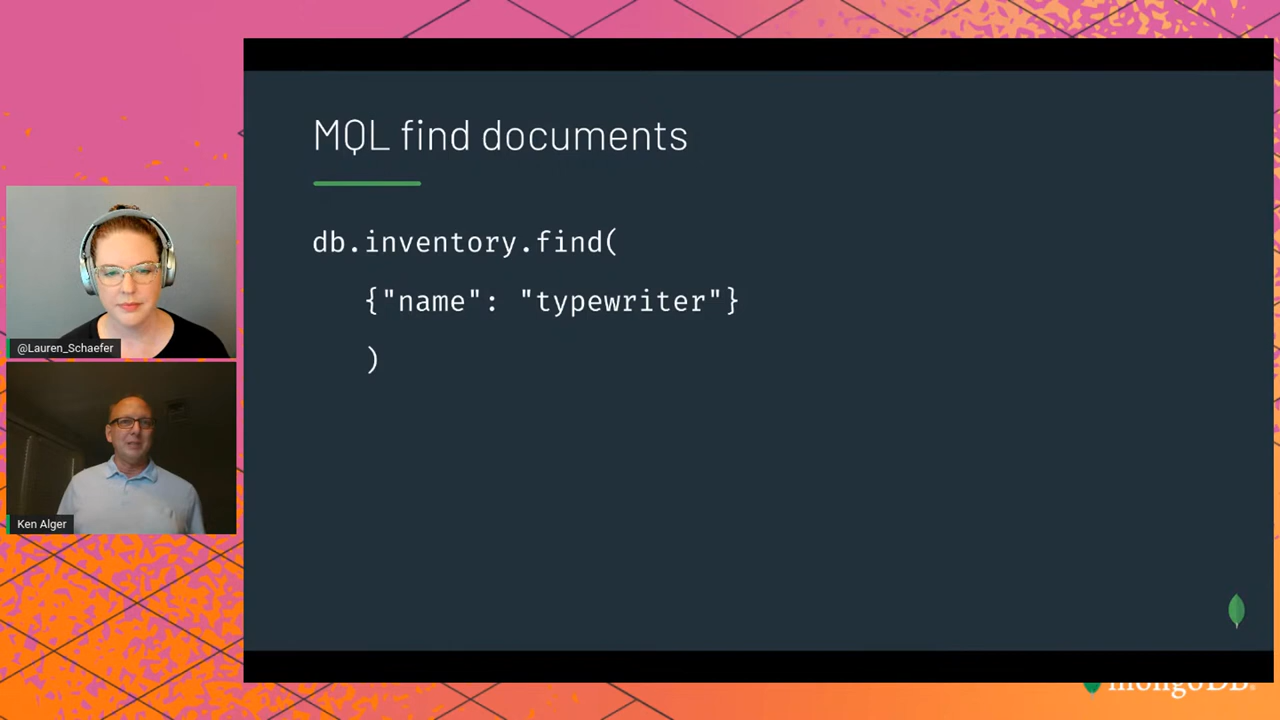 MQL find documents
db.inventory.find(
{"name": "typewriter"}
)
@Lauren_Schaefer
Ken Alger
mongoDB.